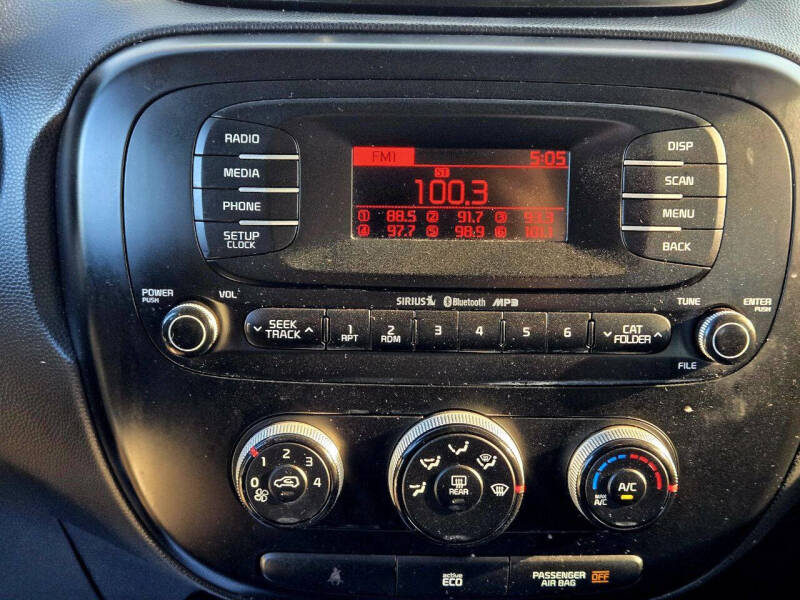 RADIO
MEDIA
PHONE
SETUP
CLOCK
FM1 5:05
ST
100.3
1 88.5 2 91.7 3 93.3
4 97.7 5 98.9 6 101.1
DISP
SCAN
MENU
BACK
POWER
PUSH
VOL
SIRIUS Bluetooth MP3
TUNE
ENTER
PUSH
SEEK
TRACK
1
RPT
2
RDM
3
4
5
6
CAT
FOLDER
FILE
0 1 2 3 4
REAR
A/C
MAX
A/C
active
ECO
PASSENGER
AIR BAG
OFF